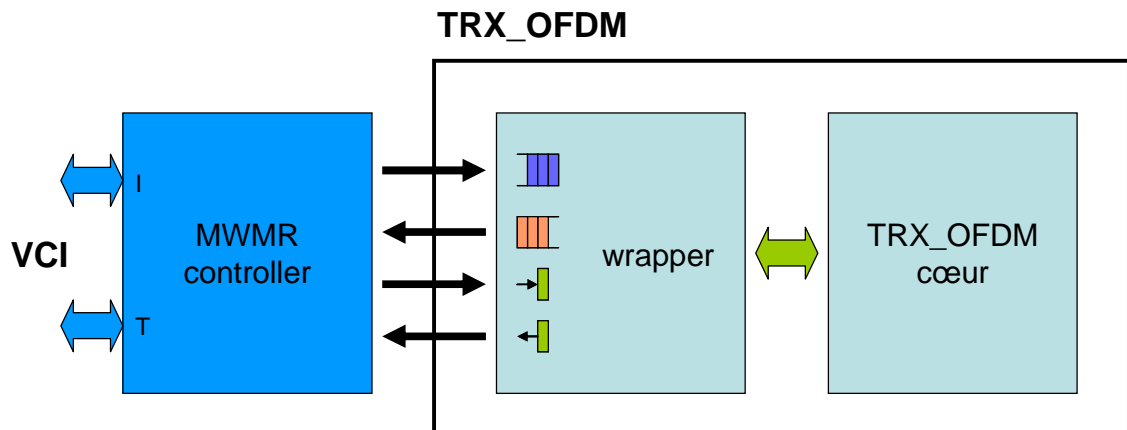 TRX_OFDM
I
MWMR
controller
VCI
T
wrapper
TRX_OFDM
cœur